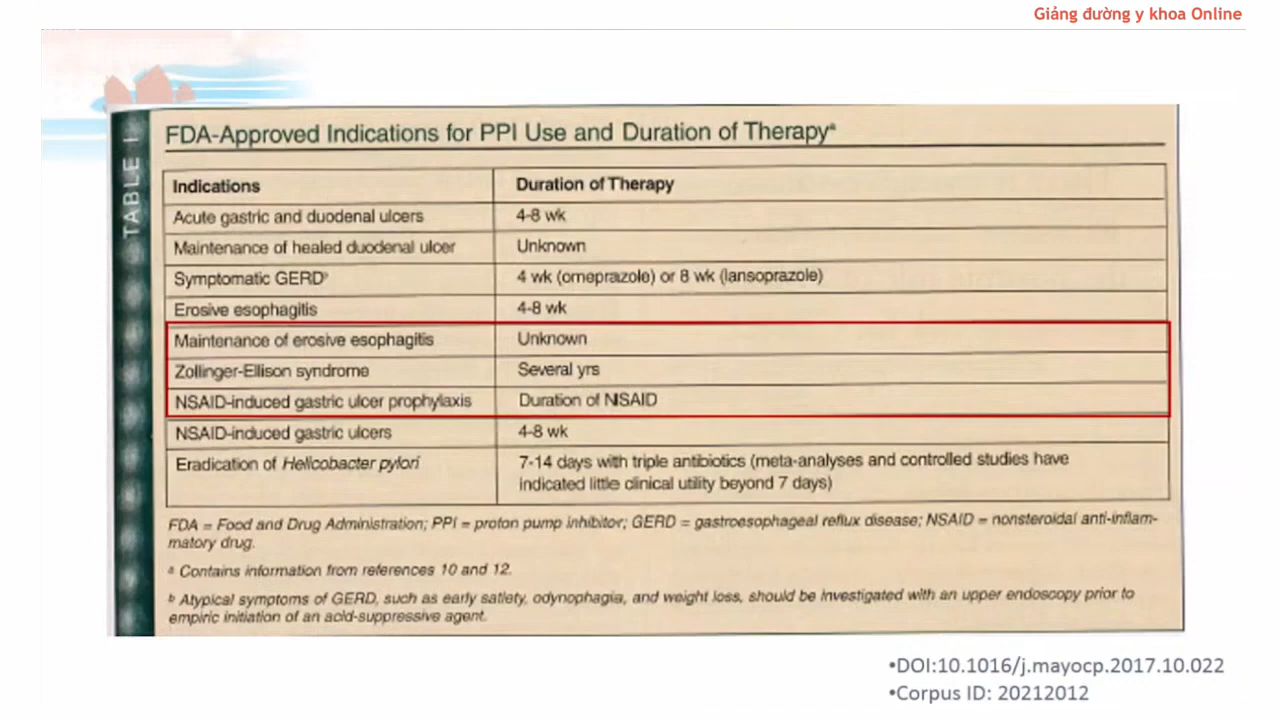 Giảng đường y khoa Online
TABLE 1
FDA-Approved Indications for PPI Use and Duration of Therapyª
Indications Duration of Therapy
Acute gastric and duodenal ulcers 4-8 wk
Maintenance of healed duodenal ulcer Unknown
Symptomatic GERDᵇ 4 wk (omeprazole) or 8 wk (lansoprazole)
Erosive esophagitis 4-8 wk
Maintenance of erosive esophagitis Unknown
Zollinger-Ellison syndrome Several yrs
NSAID-induced gastric ulcer prophylaxis Duration of NSAID
NSAID-induced gastric ulcers 4-8 wk
Eradication of Helicobacter pylori 7-14 days with triple antibiotics (meta-analyses and controlled studies have
indicated little clinical utility beyond 7 days)
FDA = Food and Drug Administration; PPI = proton pump inhibitor; GERD = gastroesophageal reflux disease; NSAID = nonsteroidal anti-inflam-
matory drug.
ª Contains information from references 10 and 12.
ᵇ Atypical symptoms of GERD, such as early satiety, odynophagia, and weight loss, should be investigated with an upper endoscopy prior to
empiric initiation of an acid-suppressive agent.
•DOI:10.1016/j.mayocp.2017.10.022
•Corpus ID: 20212012